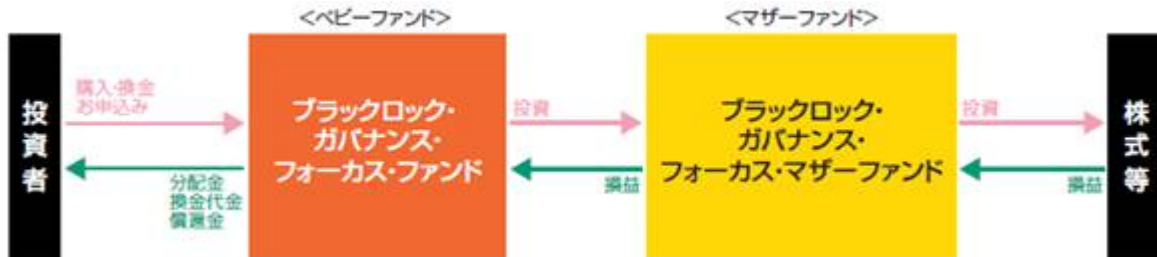 <ベビーファンド>
<マザーファンド>
投資者
購入・換金
お申込み
分配金
換金代金
償還金
ブラックロック・
ガバナンス・
フォーカス・ファンド
投資
損益
ブラックロック・
ガバナンス・
フォーカス・マザーファンド
投資
損益
株式等